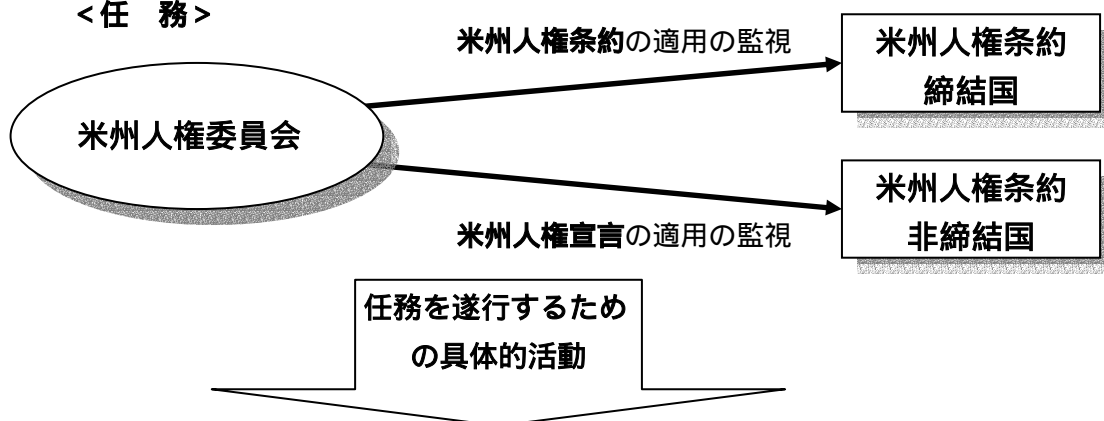 <任　務>
米州人権条約の適用の監視
米州人権条約
締結国
米州人権委員会
米州人権条約
非締結国
米州人権宣言の適用の監視
任務を遂行するため
の具体的活動